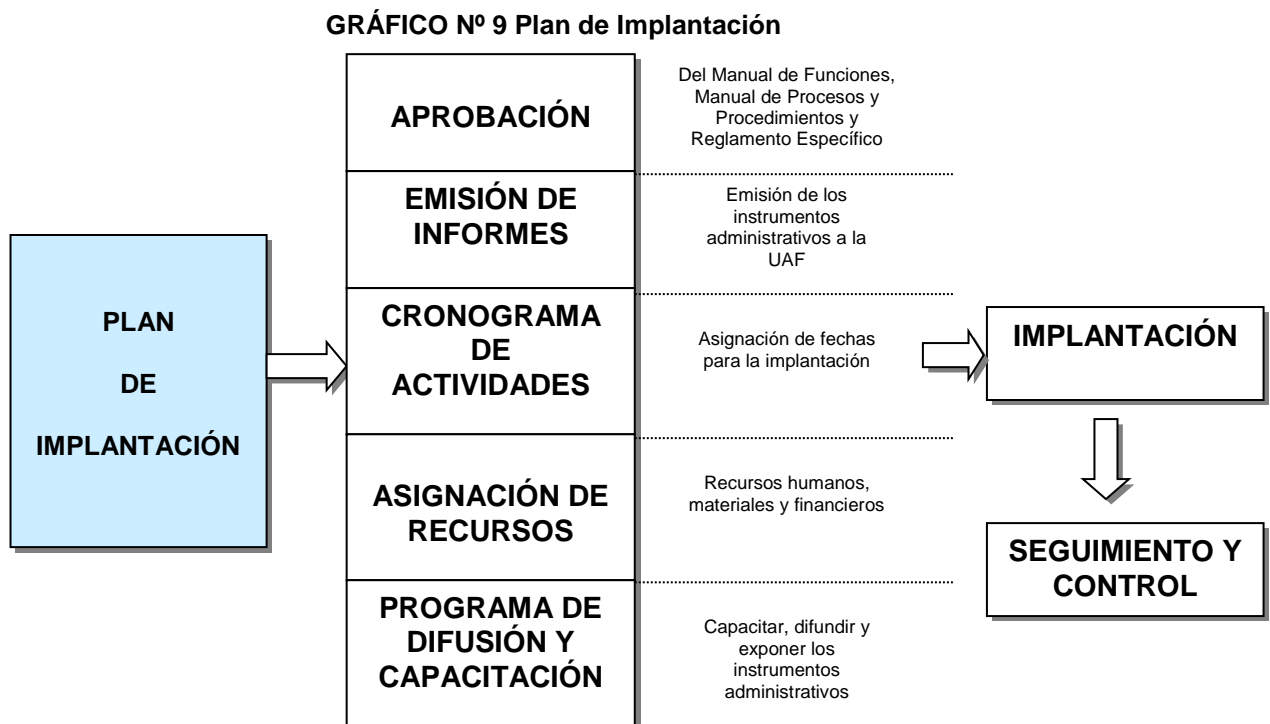 GRÁFICO Nº 9 Plan de Implantación
PLAN
DE
IMPLANTACIÓN
APROBACIÓN
Del Manual de Funciones,
Manual de Procesos y
Procedimientos y
Reglamento Específico
EMISIÓN DE
INFORMES
Emisión de los
instrumentos
administrativos a la
UAF
CRONOGRAMA
DE
ACTIVIDADES
Asignación de fechas
para la implantación
ASIGNACIÓN DE
RECURSOS
Recursos humanos,
materiales y financieros
PROGRAMA DE
DIFUSIÓN Y
CAPACITACIÓN
Capacitar, difundir y
exponer los
instrumentos
administrativos
IMPLANTACIÓN
SEGUIMIENTO Y
CONTROL